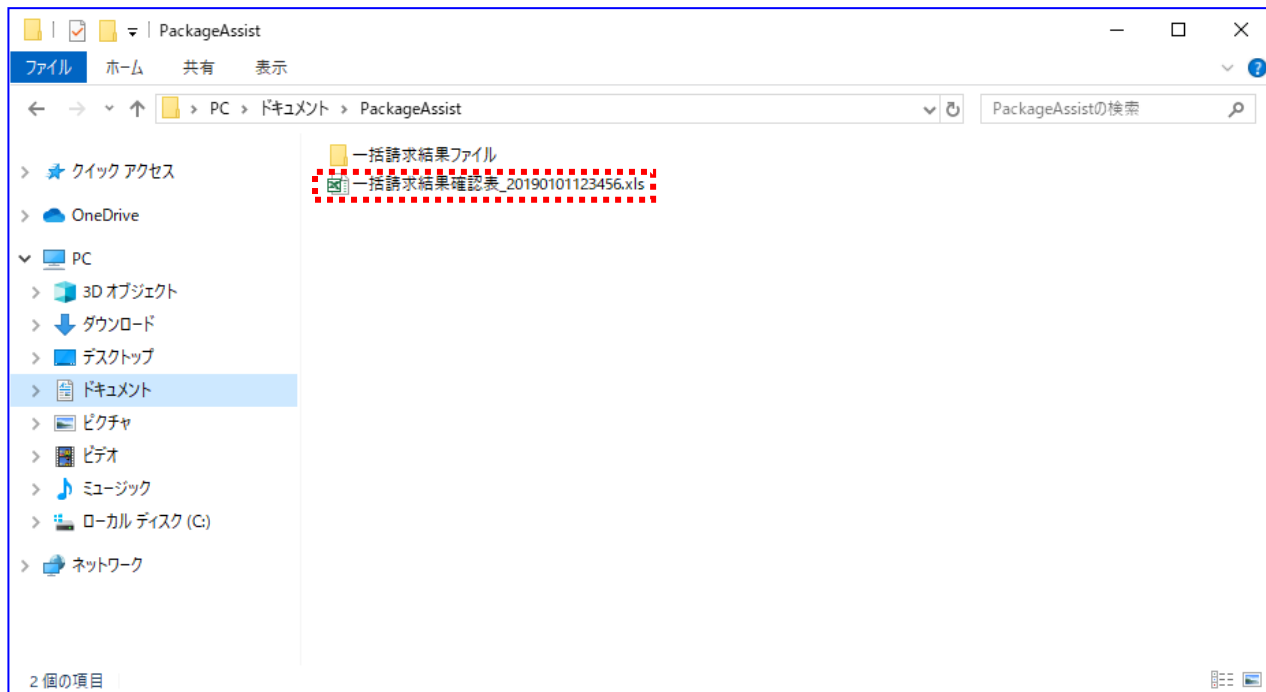 PackageAssist
ファイル ホーム 共有 表示
PC ドキュメント PackageAssist PackageAssistの検索
クイック アクセス
OneDrive
PC
3D オブジェクト
ダウンロード
デスクトップ
ドキュメント
ピクチャ
ビデオ
ミュージック
ローカル ディスク (C:)
ネットワーク
一括請求結果ファイル
一括請求結果確認表_20190101123456.xls
2 個の項目